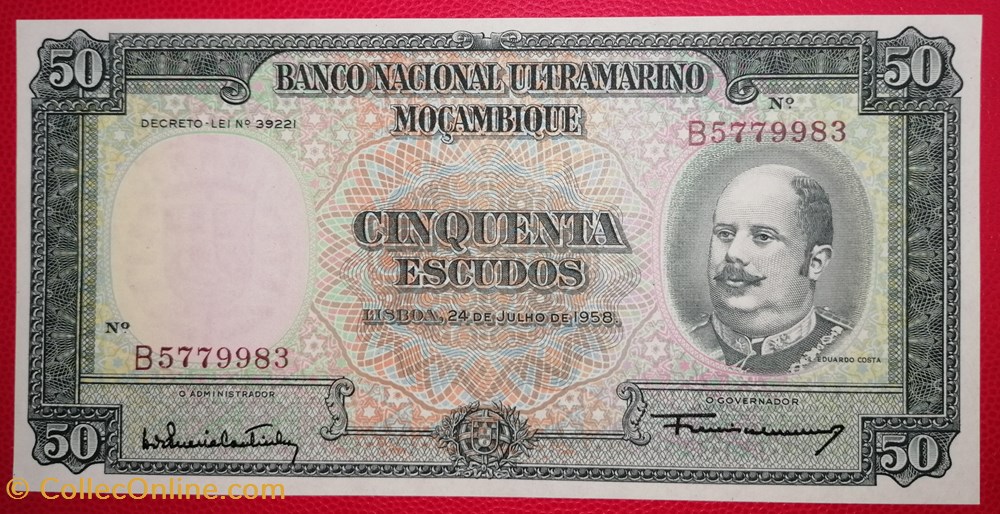 50
50
BANCO NACIONAL ULTRAMARINO
MOÇAMBIQUE
DECRETO-LEI Nº 39221
Nº
B5779983
CINQUENTA
ESCUDOS
LISBOA, 24 DE JULHO DE 1958.
Nº
B5779983
L. EDUARDO COSTA
O ADMINISTRADOR
O GOVERNADOR
50
50
© CollecOnline.com